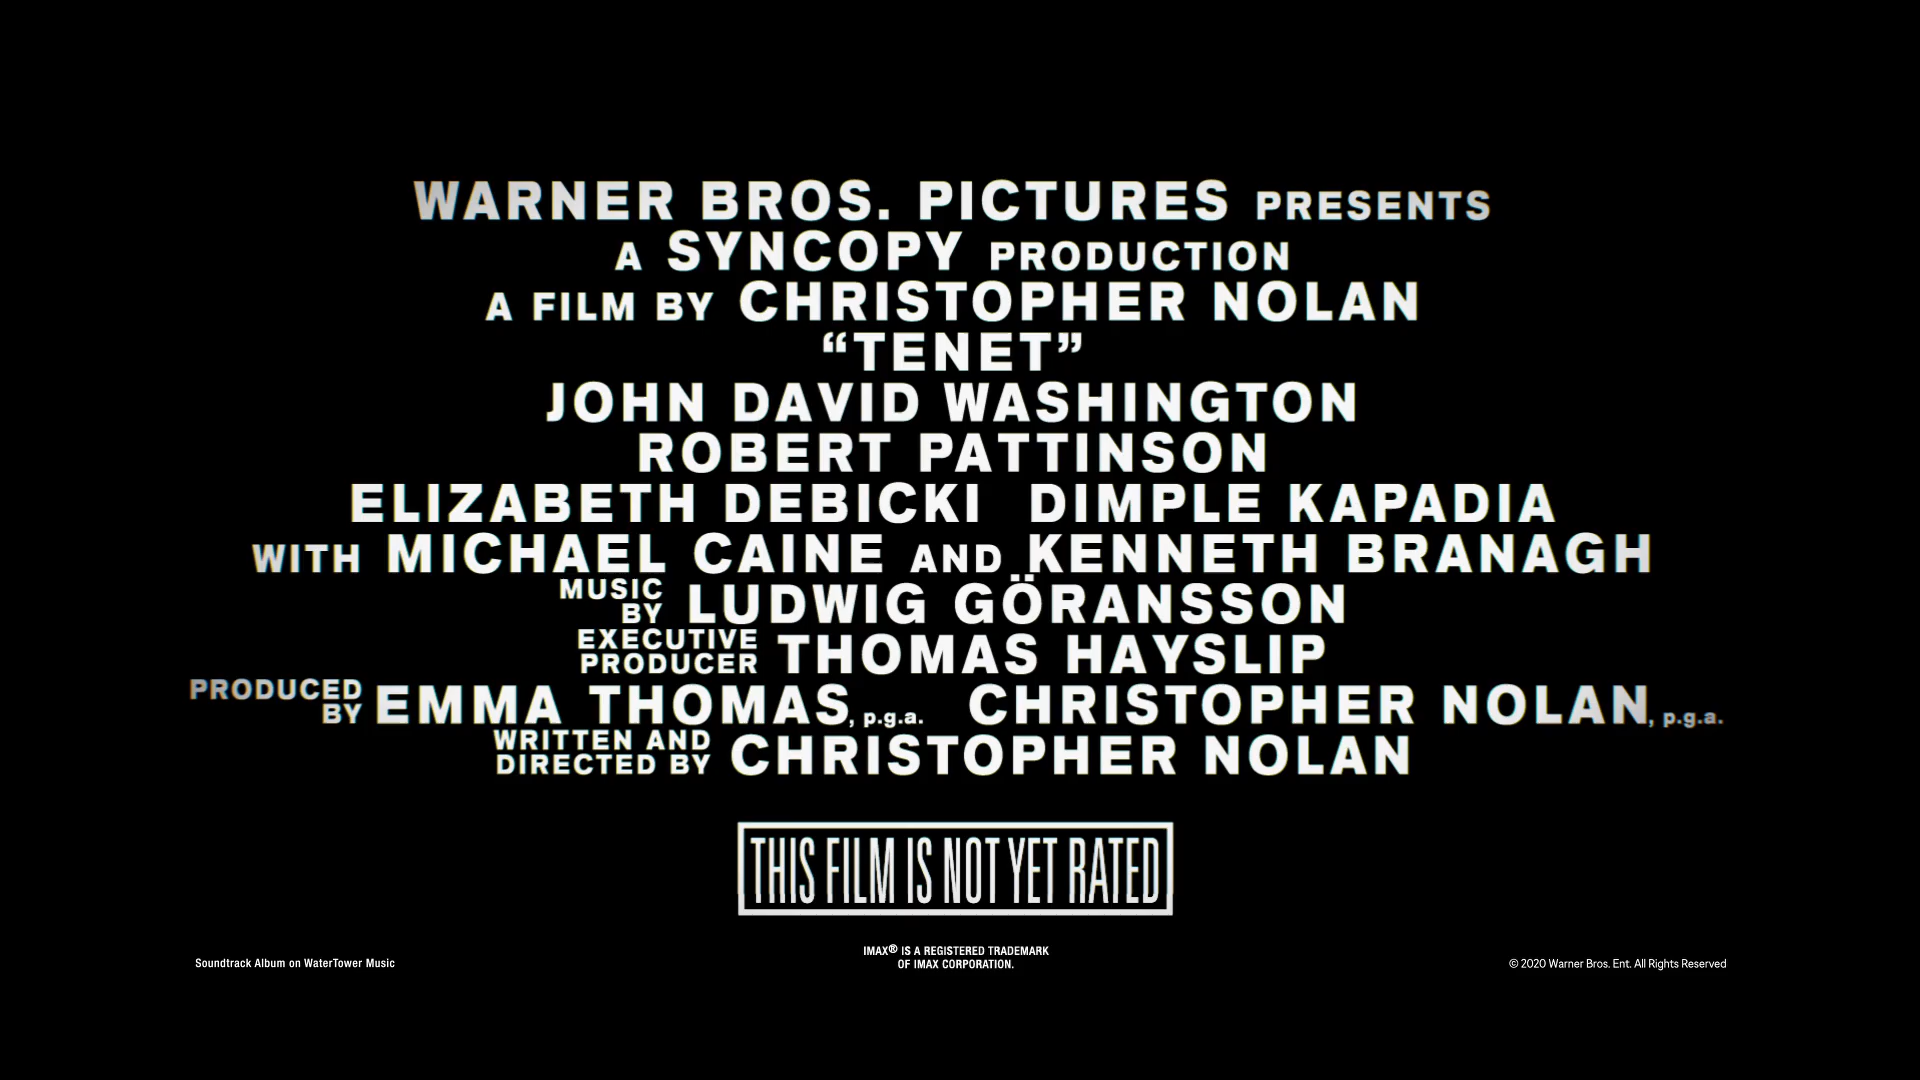 WARNER BROS. PICTURES PRESENTS
A SYNCOPY PRODUCTION
A FILM BY CHRISTOPHER NOLAN
“TENET”
JOHN DAVID WASHINGTON
ROBERT PATTINSON
ELIZABETH DEBICKI DIMPLE KAPADIA
WITH MICHAEL CAINE AND KENNETH BRANAGH
MUSIC BY LUDWIG GÖRANSSON
EXECUTIVE PRODUCER THOMAS HAYSLIP
PRODUCED BY EMMA THOMAS, p.g.a. CHRISTOPHER NOLAN, p.g.a.
WRITTEN AND DIRECTED BY CHRISTOPHER NOLAN
THIS FILM IS NOT YET RATED
Soundtrack Album on WaterTower Music
IMAX® IS A REGISTERED TRADEMARK
OF IMAX CORPORATION.
© 2020 Warner Bros. Ent. All Rights Reserved